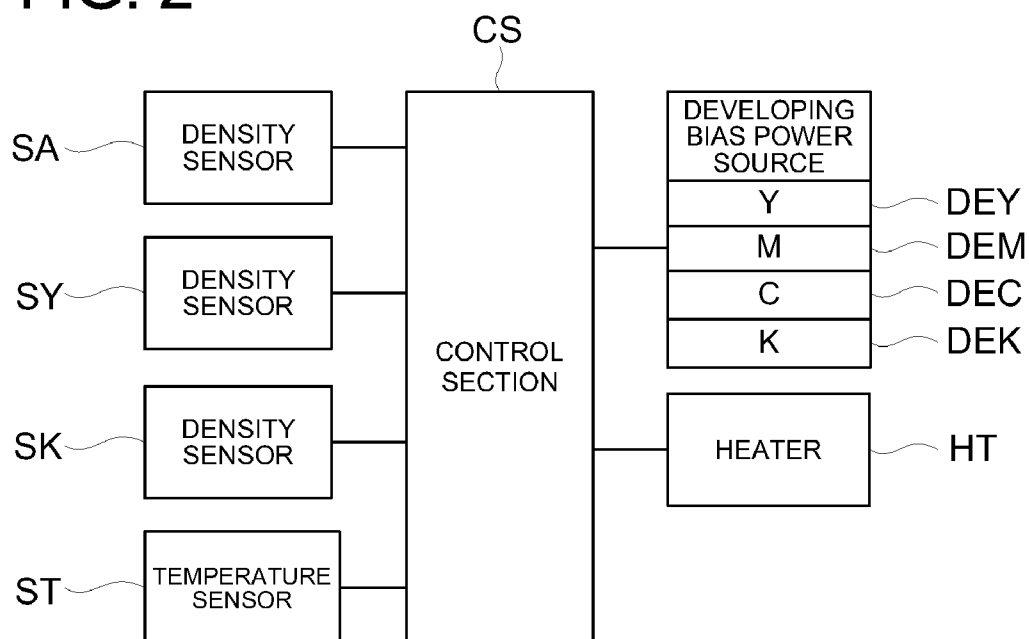 FIG. 2
CS
SA
DENSITY
SENSOR
SY
DENSITY
SENSOR
SK
DENSITY
SENSOR
ST
TEMPERATURE
SENSOR
CONTROL
SECTION
DEVELOPING
BIAS POWER
SOURCE
Y
DEY
M
DEM
C
DEC
K
DEK
HEATER
HT